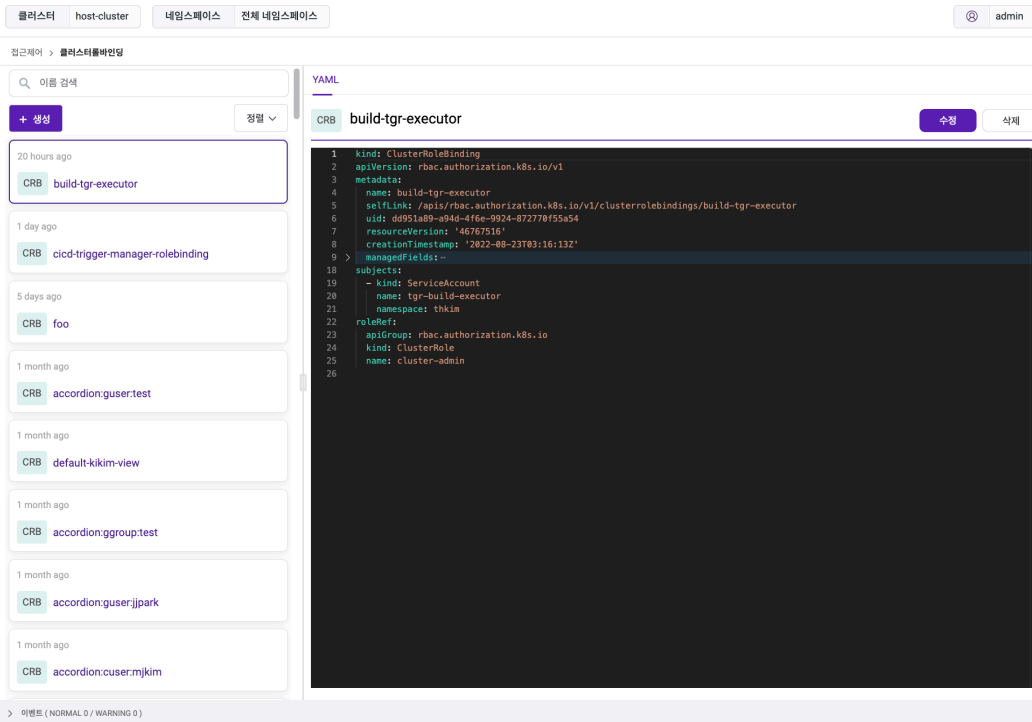 클러스터 host-cluster 네임스페이스 전체 네임스페이스 admin
접근제어 > 클러스터롤바인딩
이름 검색
+ 생성 정렬
20 hours ago
CRB build-tgr-executor
1 day ago
CRB cicd-trigger-manager-rolebinding
5 days ago
CRB foo
1 month ago
CRB accordion:guser:test
1 month ago
CRB default-kikim-view
1 month ago
CRB accordion:ggroup:test
1 month ago
CRB accordion:guser:jjpark
1 month ago
CRB accordion:cuser:mjkim
YAML
CRB build-tgr-executor 수정 삭제
1 kind: ClusterRoleBinding
2 apiVersion: rbac.authorization.k8s.io/v1
3 metadata:
4 name: build-tgr-executor
5 selfLink: /apis/rbac.authorization.k8s.io/v1/clusterrolebindings/build-tgr-executor
6 uid: dd951a89-a94d-4f6e-9924-872770f55a54
7 resourceVersion: '46767516'
8 creationTimestamp: '2022-08-23T03:16:13Z'
9 > managedFields:⋯
18 subjects:
19 - kind: ServiceAccount
20 name: tgr-build-executor
21 namespace: thkim
22 roleRef:
23 apiGroup: rbac.authorization.k8s.io
24 kind: ClusterRole
25 name: cluster-admin
26
> 이벤트 ( NORMAL 0 / WARNING 0 )